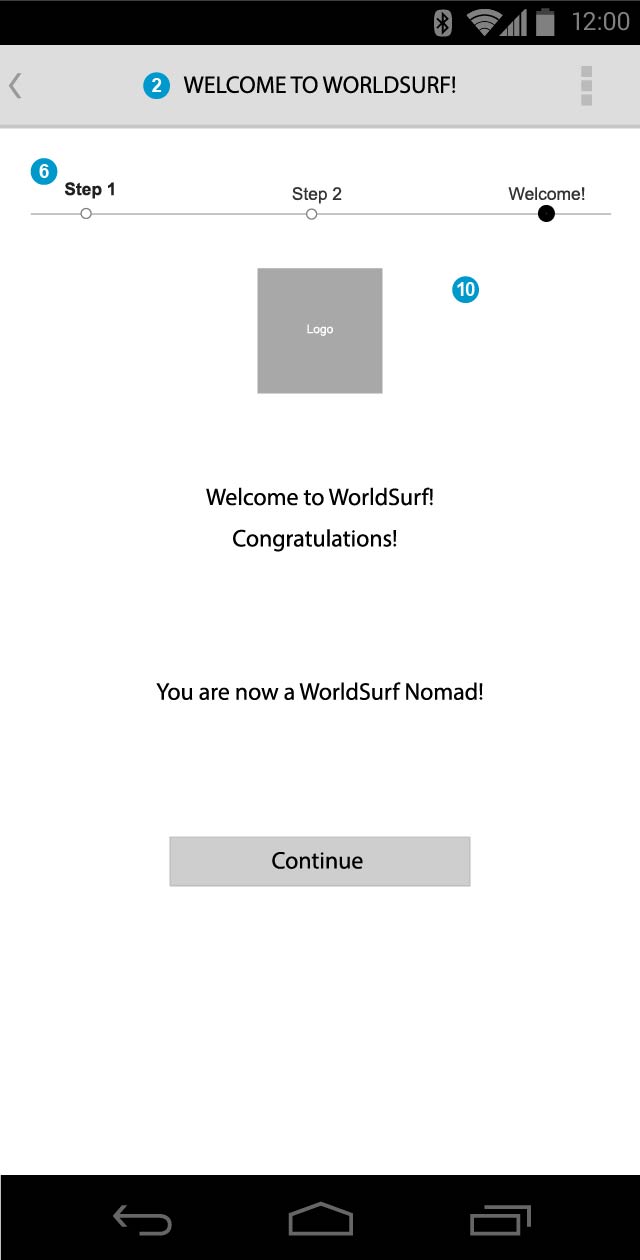 12:00
2 WELCOME TO WORLDSURF!
6
Step 1 Step 2 Welcome!
10
Logo
Welcome to WorldSurf!
Congratulations!
You are now a WorldSurf Nomad!
Continue